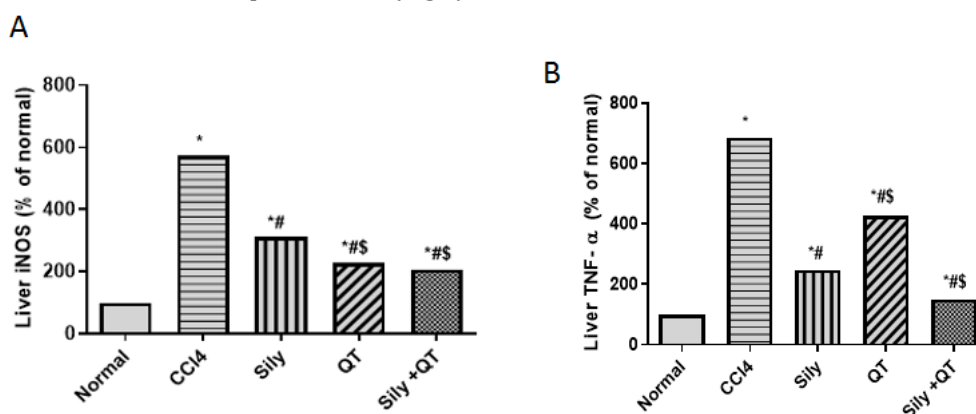 A
Liver iNOS (% of normal)
800
600
400
200
0
*
*#
*#$
*#$
Normal
CCl4
Sily
QT
Sily +QT
B
Liver TNF- α (% of normal)
800
600
400
200
0
*
*#
*#$
*#$
Normal
CCl4
Sily
QT
Sily +QT